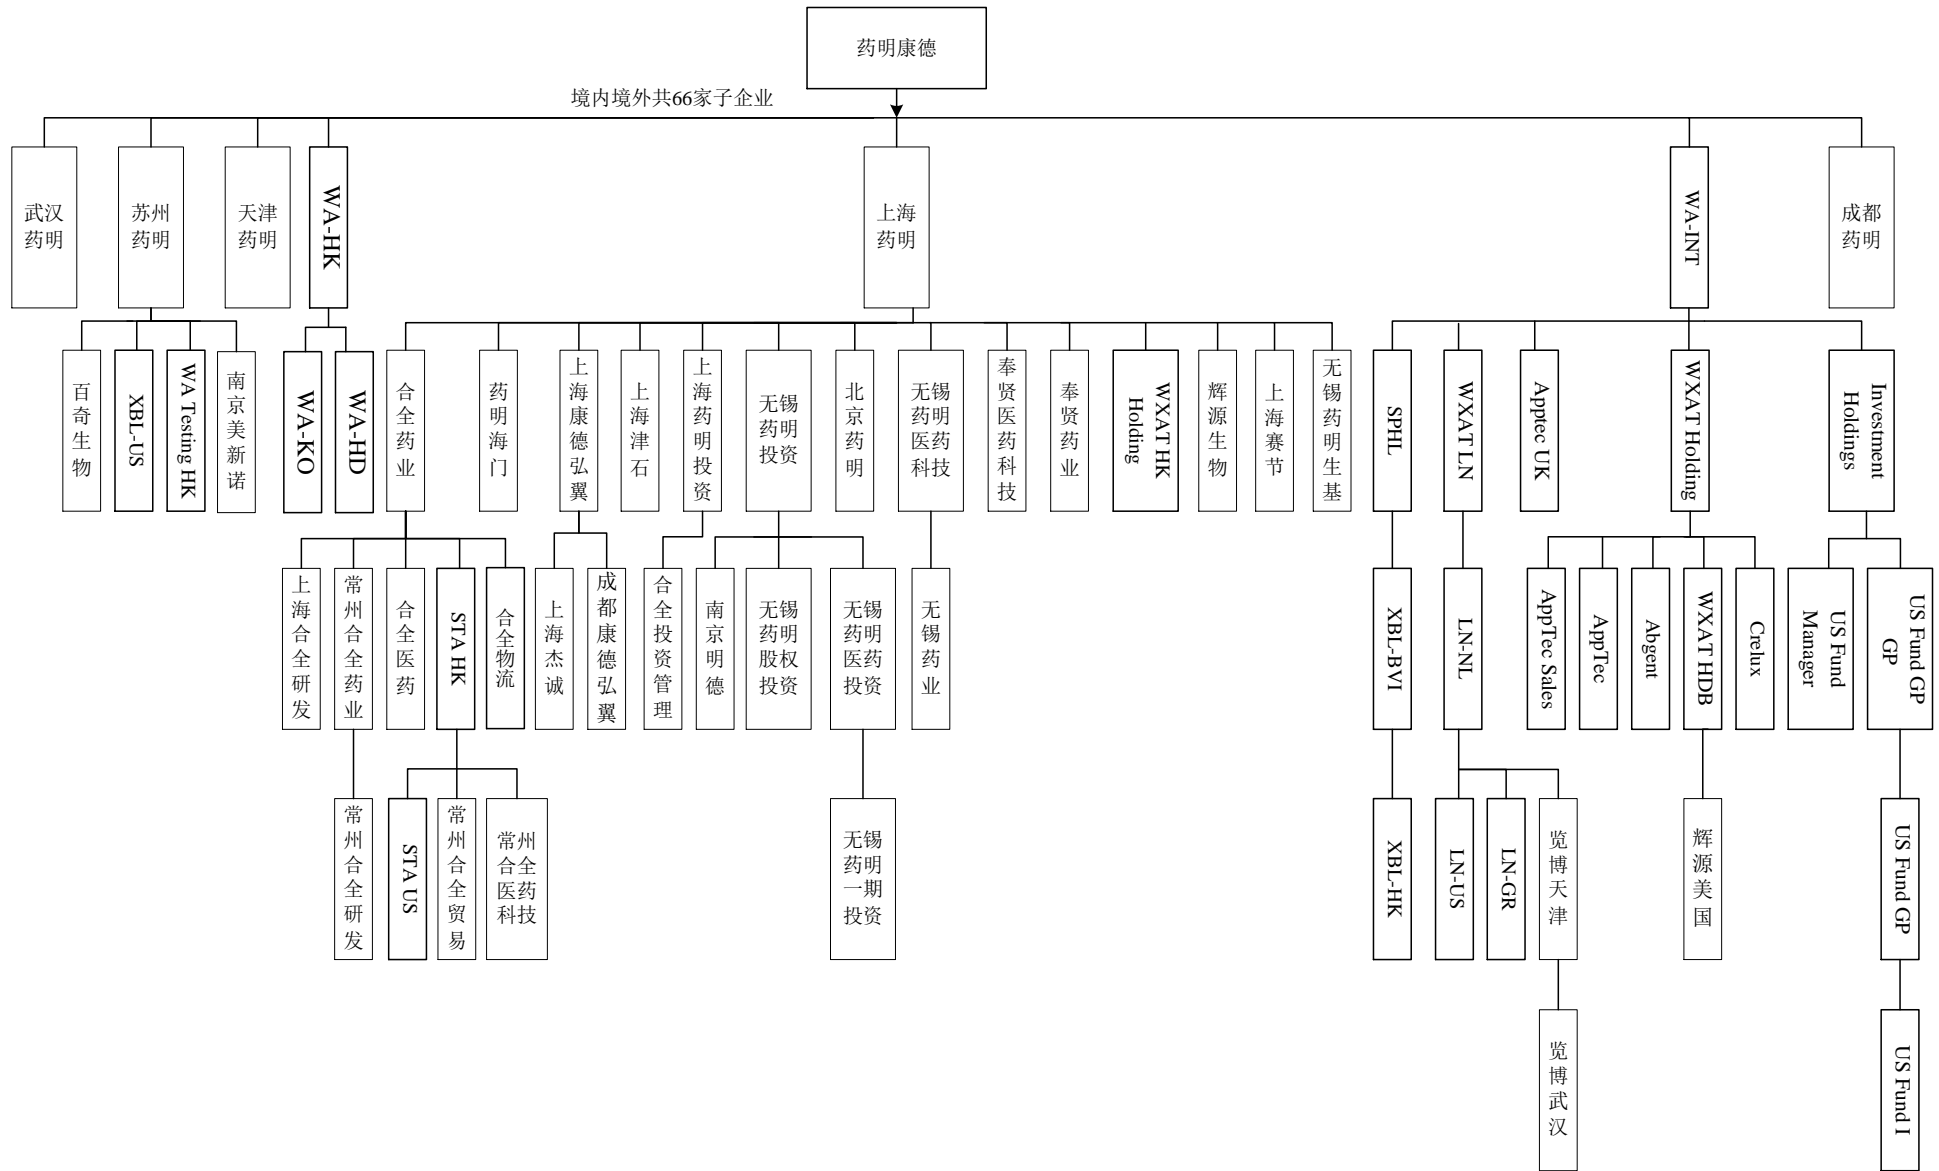 药明康德
境内境外共66家子企业
武汉
药明
苏州
药明
天津
药明
WA-HK
上海
药明
WA-INT
成都
药明
百奇生物
XBL-US
WA Testing HK
南京美新诺
WA-KO
WA-HD
合全药业
药明海门
上海康德弘翼
上海津石
上海药明投资
无锡
药明
投资
北京药明
无锡
药明
医药
科技
奉贤医药科技
奉贤药业
WXAT HK
Holding
辉源生物
上海赛节
无锡药明生基
SPHL
WXAT LN
Apptec UK
WXAT Holding
Investment
Holdings
上海合全研发
常州合全药业
合全医药
STA HK
合全物流
上海杰诚
成都康德弘翼
合全投资管理
南京明德
无锡
药明
股权
投资
无锡
药明
医药
投资
无锡药业
XBL-BVI
LN-NL
AppTec Sales
AppTec
Abgent
WXAT HDB
Crelux
US Fund
Manager
US Fund GP
GP
常州合全研发
STA US
常州合全贸易
常州
合全
医药
科技
无锡
药明
一期
投资
XBL-HK
LN-US
LN-GR
览博天津
辉源美国
US Fund GP
览博武汉
US Fund I